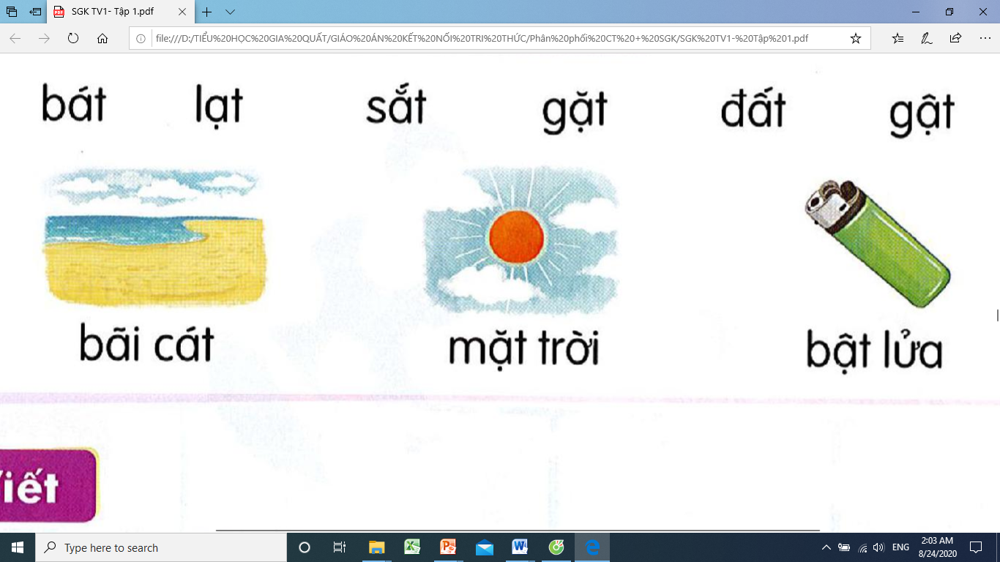 SGK TV1- Tập 1.pdf
file:///D:/TIỂU%20HỌC%20GIA%20QUẤT/GIÁO%20ÁN%20KẾT%20NỐI%20TRI%20THỨC/Phân%20phối%20CT%20+%20SGK/SGK%20TV1-%20Tập%201.pdf
bát lạt sắt gặt đất gật
bãi cát mặt trời bật lửa
iết
Type here to search
ENG
2:03 AM
8/24/2020